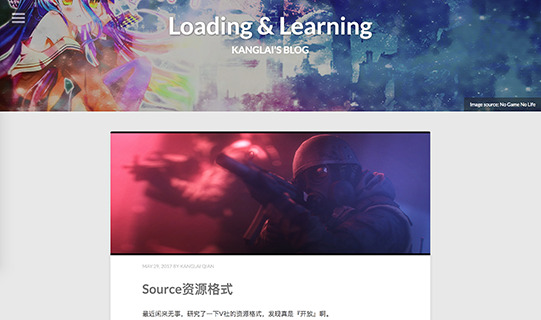 Loading & Learning
KANGLAI'S BLOG
Image source: No Game No Life
MAY 29, 2017 BY KANGLAI QIAN
Source资源格式
最近闲来无事，研究了一下V社的资源格式，发现真是『开放』啊。